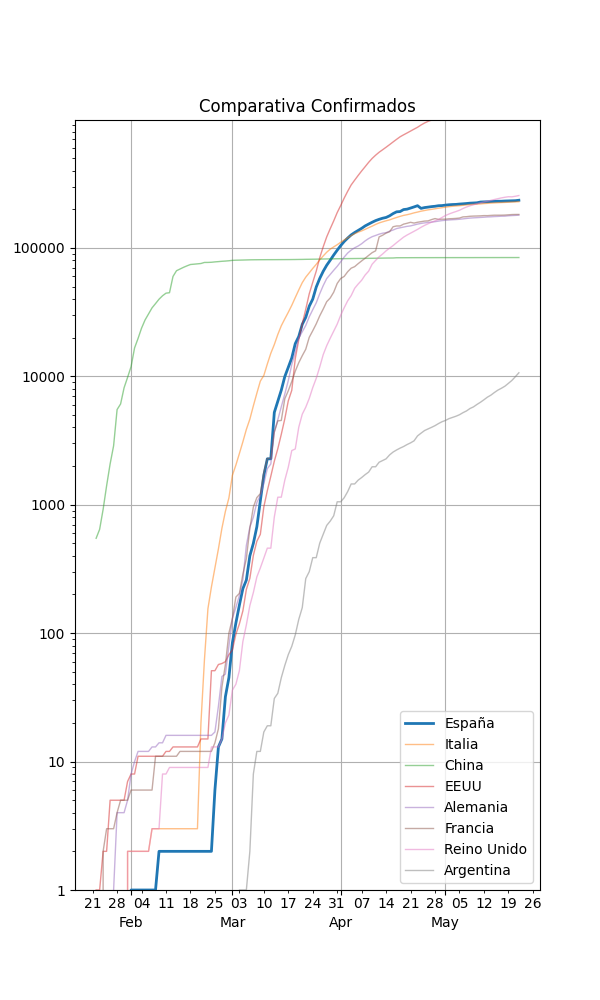 Comparativa Confirmados
100000
10000
1000
100
10
1
21 28 04 11 18 25 03 10 17 24 31 07 14 21 28 05 12 19 26
Feb Mar Apr May
España
Italia
China
EEUU
Alemania
Francia
Reino Unido
Argentina